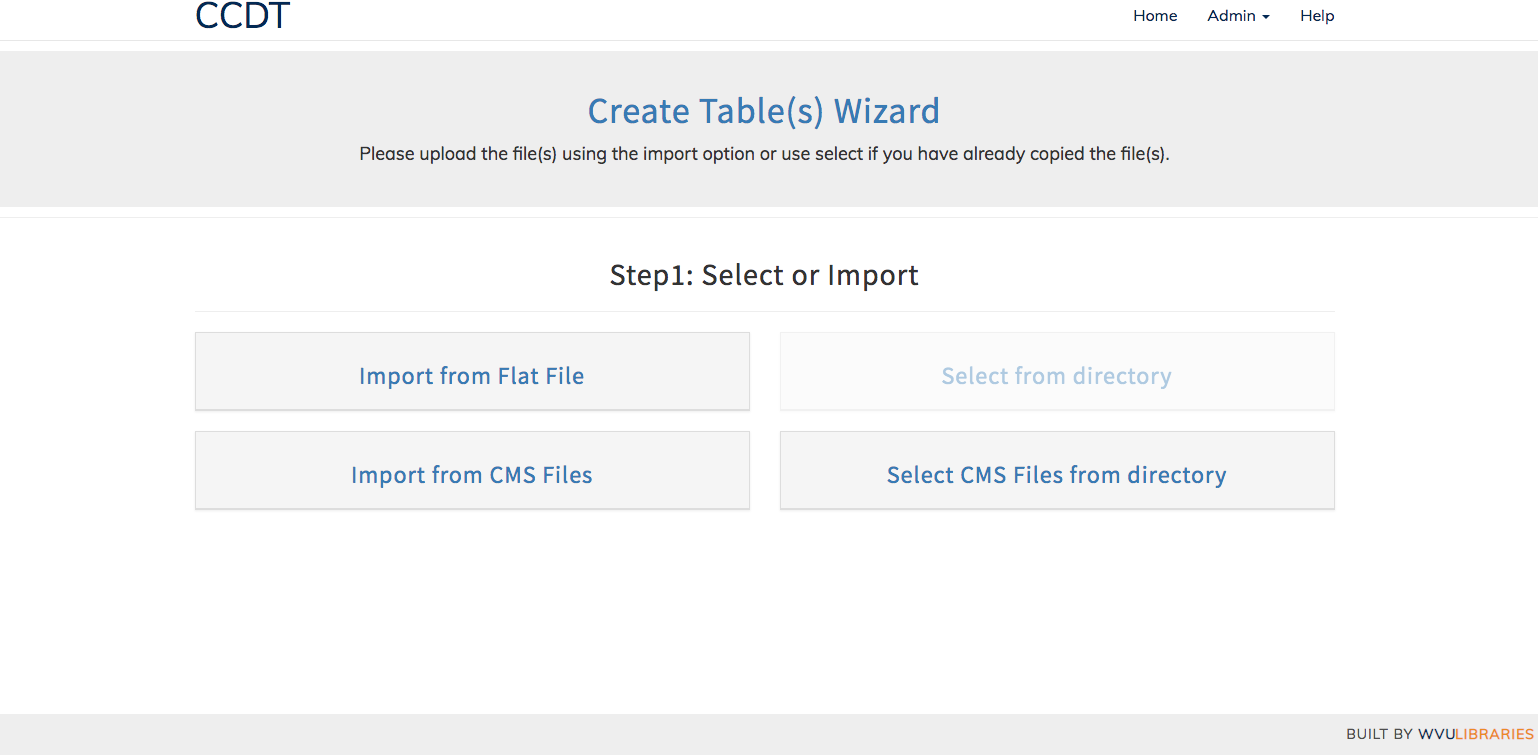 CCDT
Home Admin Help
Create Table(s) Wizard
Please upload the file(s) using the import option or use select if you have already copied the file(s).
Step1: Select or Import
Import from Flat File
Select from directory
Import from CMS Files
Select CMS Files from directory
BUILT BY WVULIBRARIES